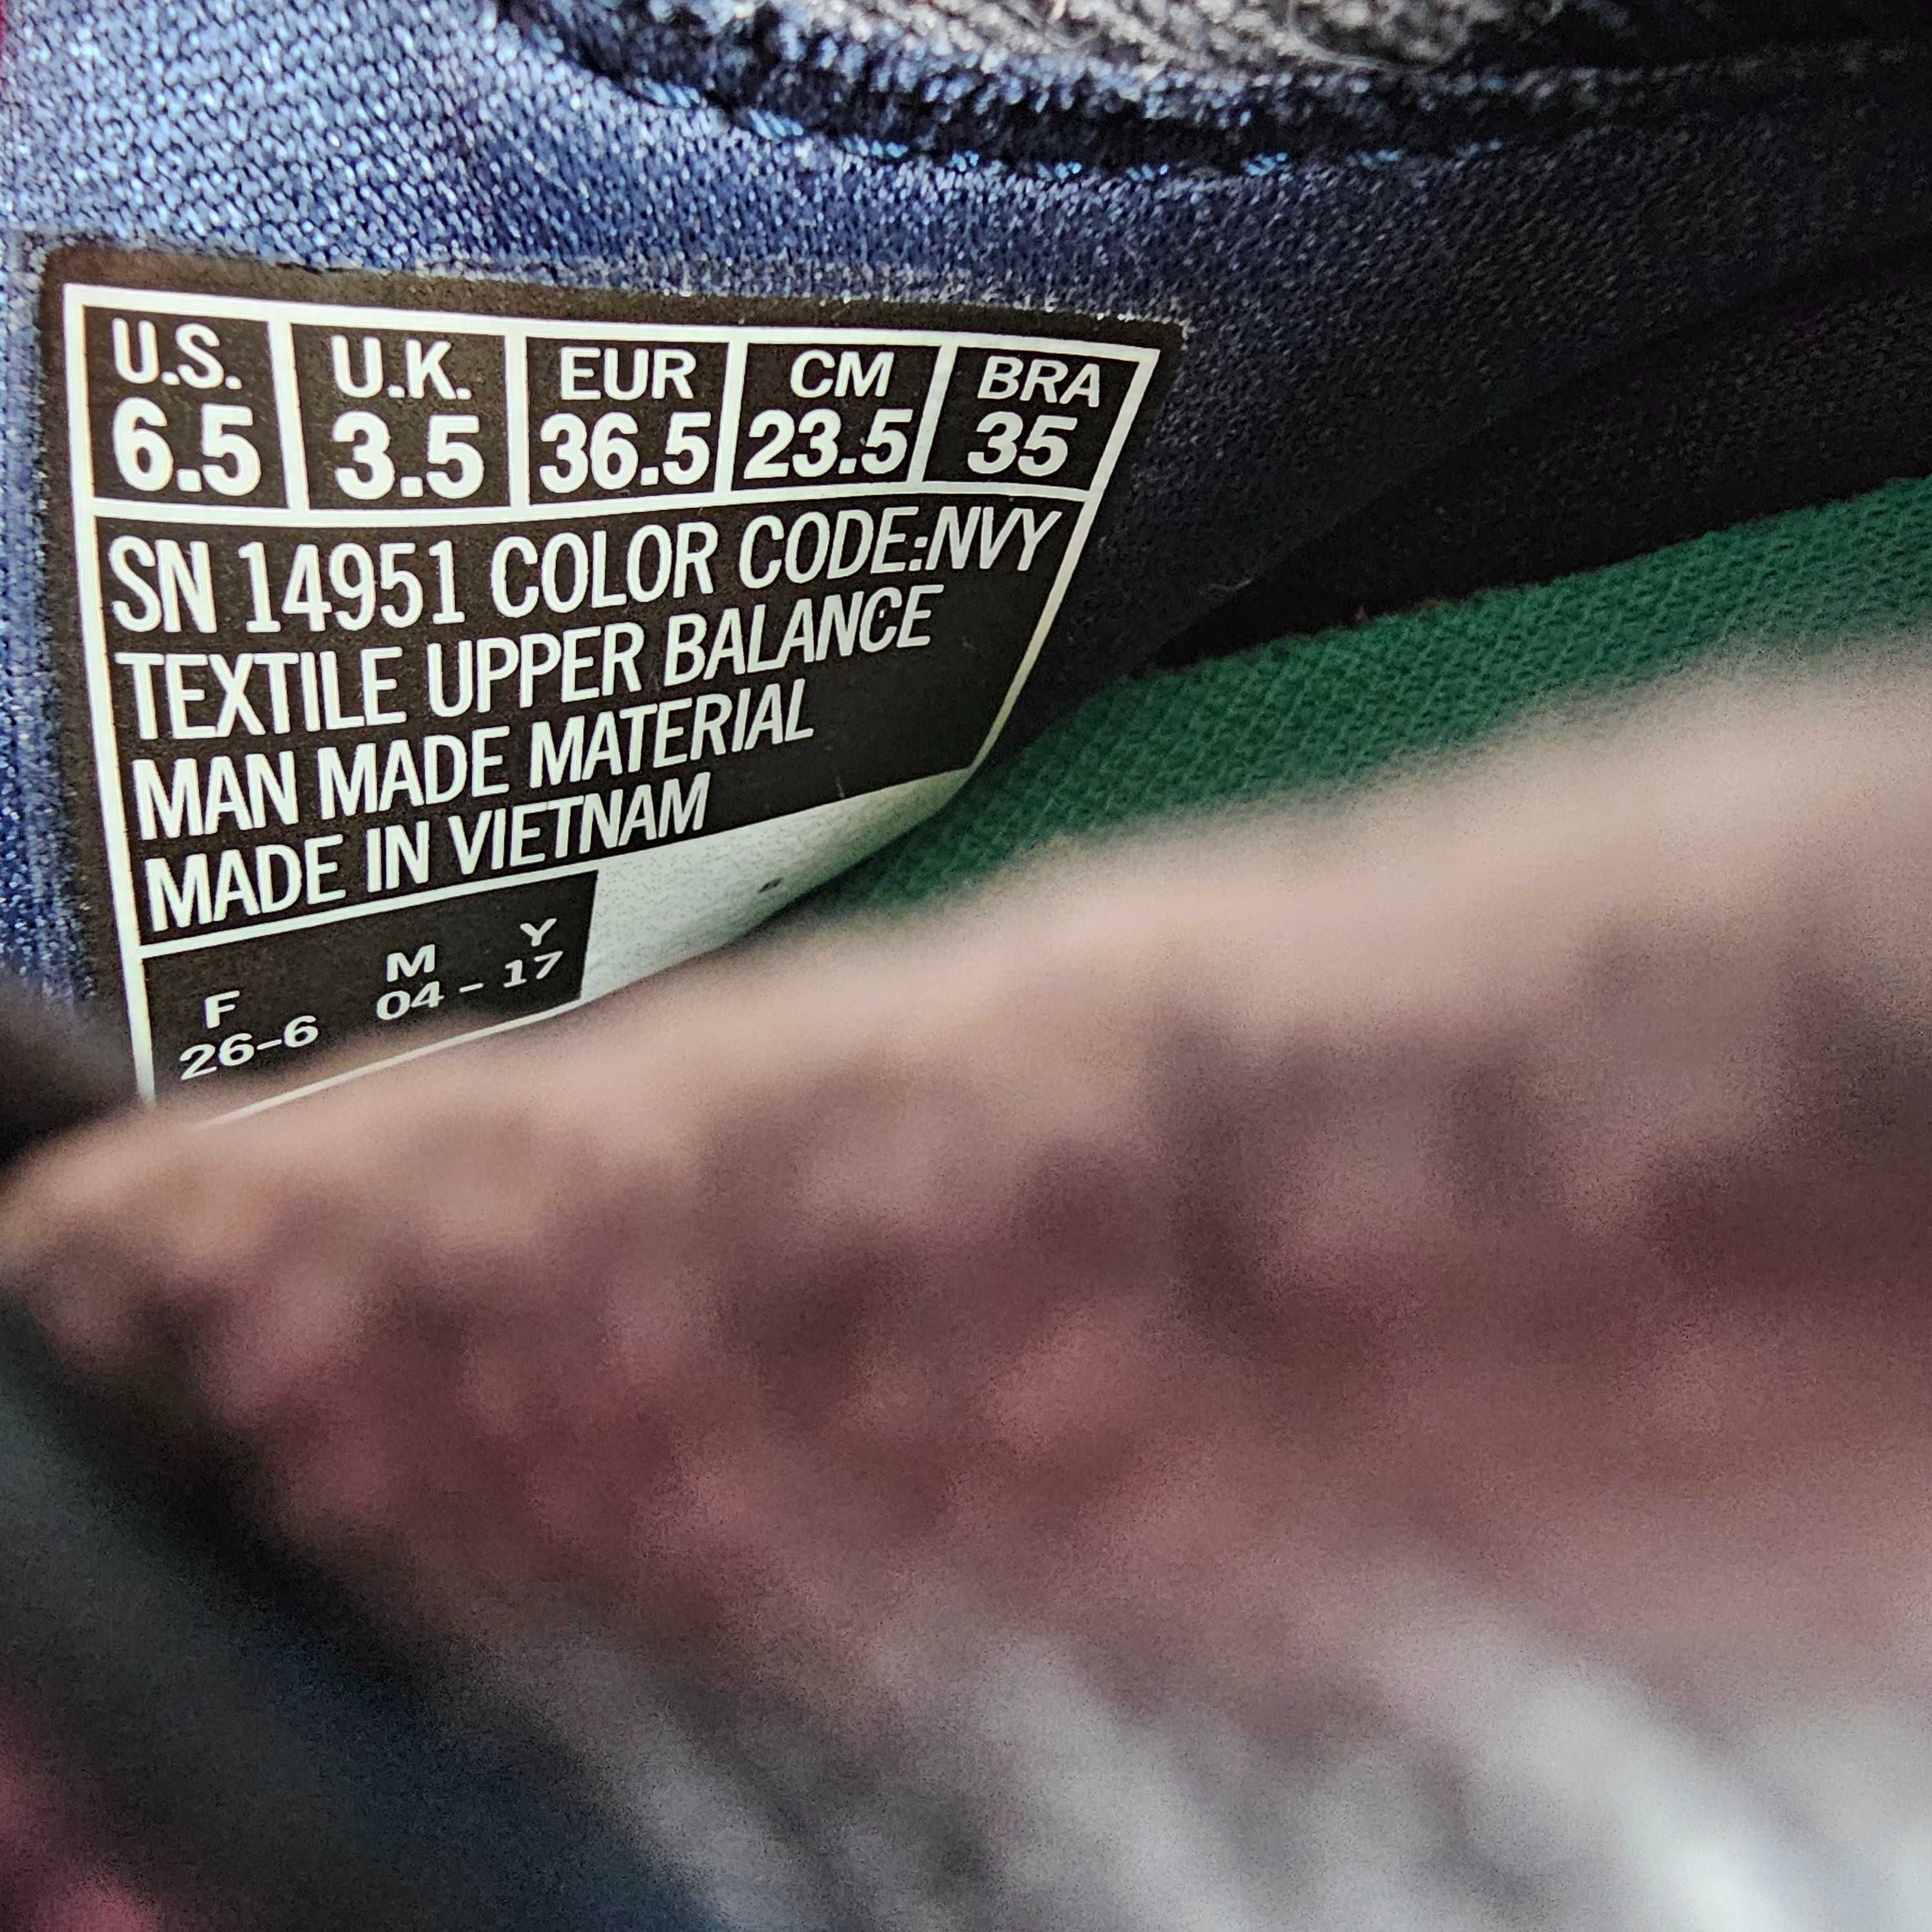 U.S. U.K. EUR CM BRA
6.5 3.5 36.5 23.5 35
SN 14951 COLOR CODE:NVY
TEXTILE UPPER BALANCE
MAN MADE MATERIAL
MADE IN VIETNAM
F M Y
26-6 04 - 17